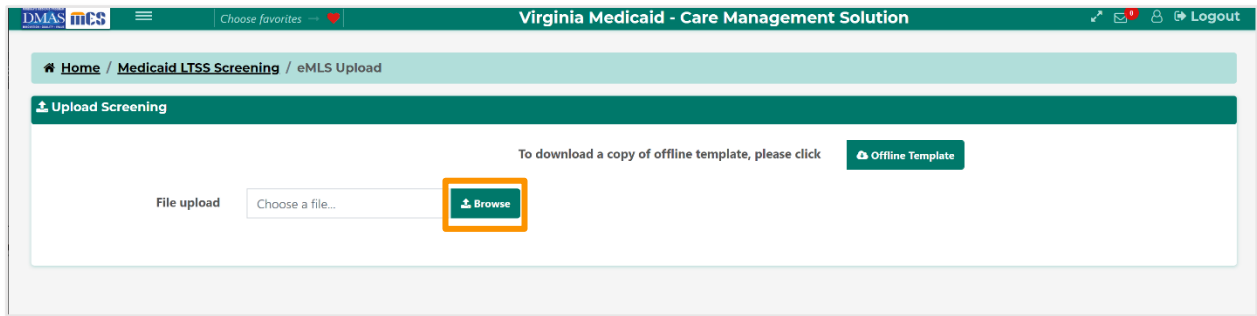 DMAS mes Choose favorites → Virginia Medicaid - Care Management Solution 0 Logout
Home / Medicaid LTSS Screening / eMLS Upload
Upload Screening
To download a copy of offline template, please click Offline Template
File upload Choose a file... Browse